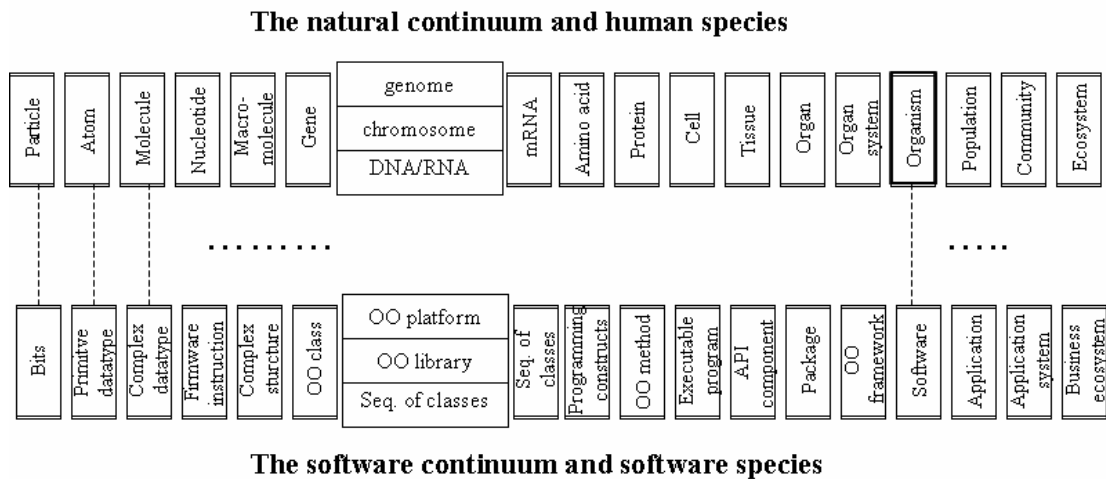 The natural continuum and human species
Particle
Atom
Molecule
Nucleotide
Macro-
molecule
Gene
genome
chromosome
DNA/RNA
mRNA
Amino acid
Protein
Cell
Tissue
Organ
Organ
system
Organism
Population
Community
Ecosystem
.........
.....
Bits
Primitve
datatype
Complex
datatype
Firmware
instruction
Complex
sturcture
OO class
OO platform
OO library
Seq. of classes
Seq. of
classes
Programming
constructs
OO method
Executable
program
API
component
Package
OO
framework
Software
Application
Application
system
Business
ecosystem
The software continuum and software species